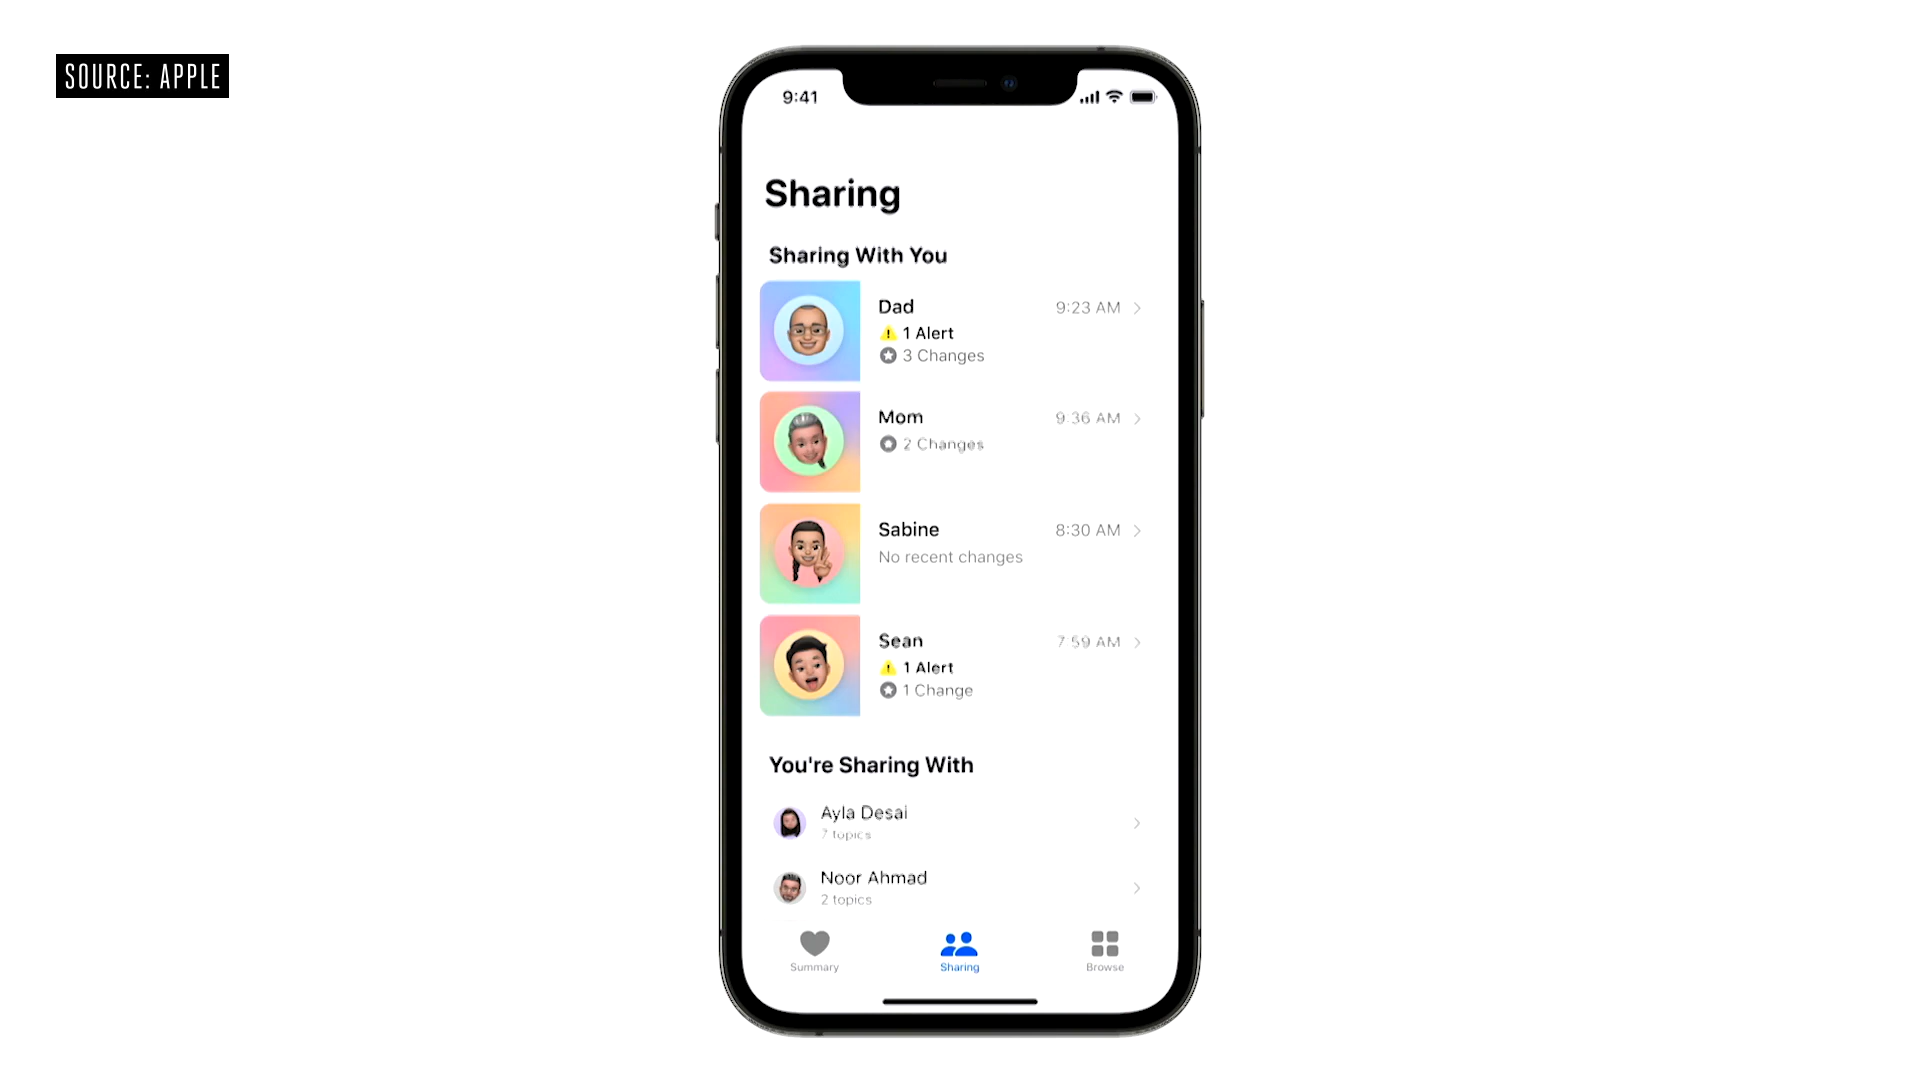 SOURCE: APPLE
9:41
Sharing
Sharing With You
Dad 9:23 AM
1 Alert
3 Changes
Mom 9:36 AM
2 Changes
Sabine 8:30 AM
No recent changes
Sean 7:59 AM
1 Alert
1 Change
You're Sharing With
Ayla Desai
7 topics
Noor Ahmad
2 topics
Summary Sharing Browse